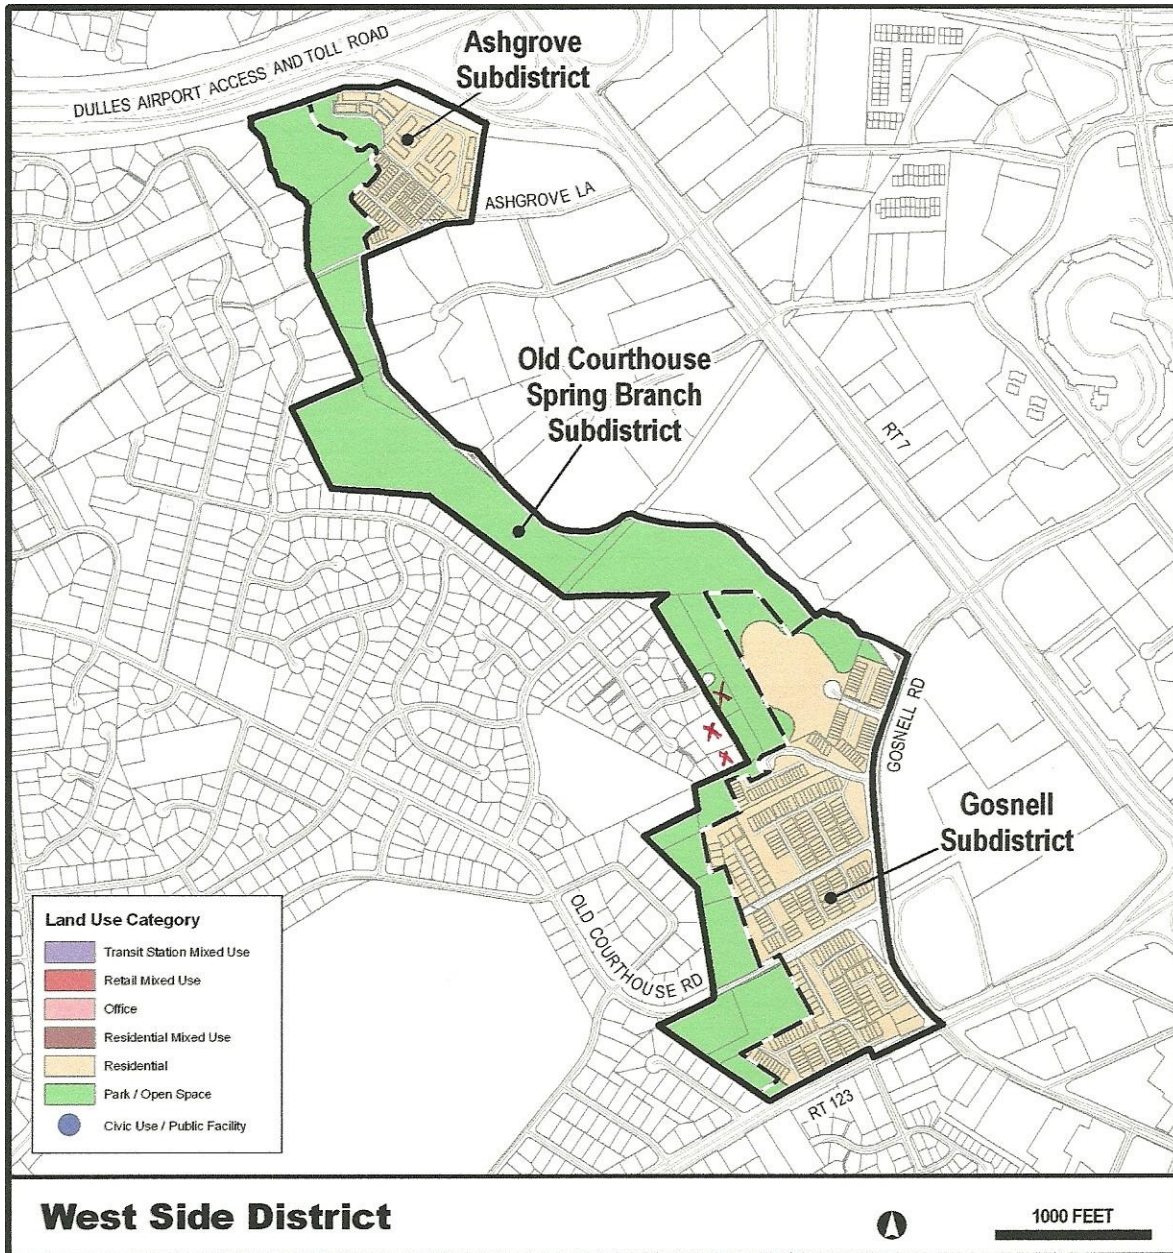 Ashgrove
Subdistrict
DULLES AIRPORT ACCESS AND TOLL ROAD
ASHGROVE LA
Old Courthouse
Spring Branch
Subdistrict
RT 7
GOSNELL RD
Gosnell
Subdistrict
OLD COURTHOUSE RD
RT 123
Land Use Category
Transit Station Mixed Use
Retail Mixed Use
Office
Residential Mixed Use
Residential
Park / Open Space
Civic Use / Public Facility
West Side District
1000 FEET